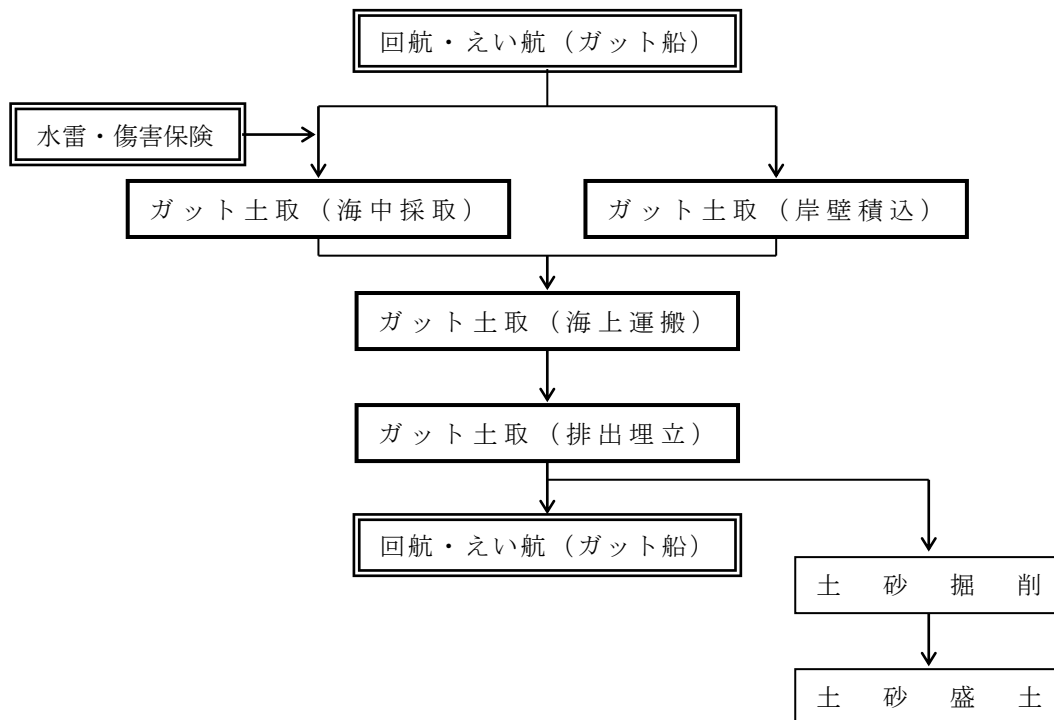 回航・えい航（ガット船）
水雷・傷害保険
ガット土取（海中採取）
ガット土取（岸壁積込）
ガット土取（海上運搬）
ガット土取（排出埋立）
回航・えい航（ガット船）
土砂掘削
土砂盛土